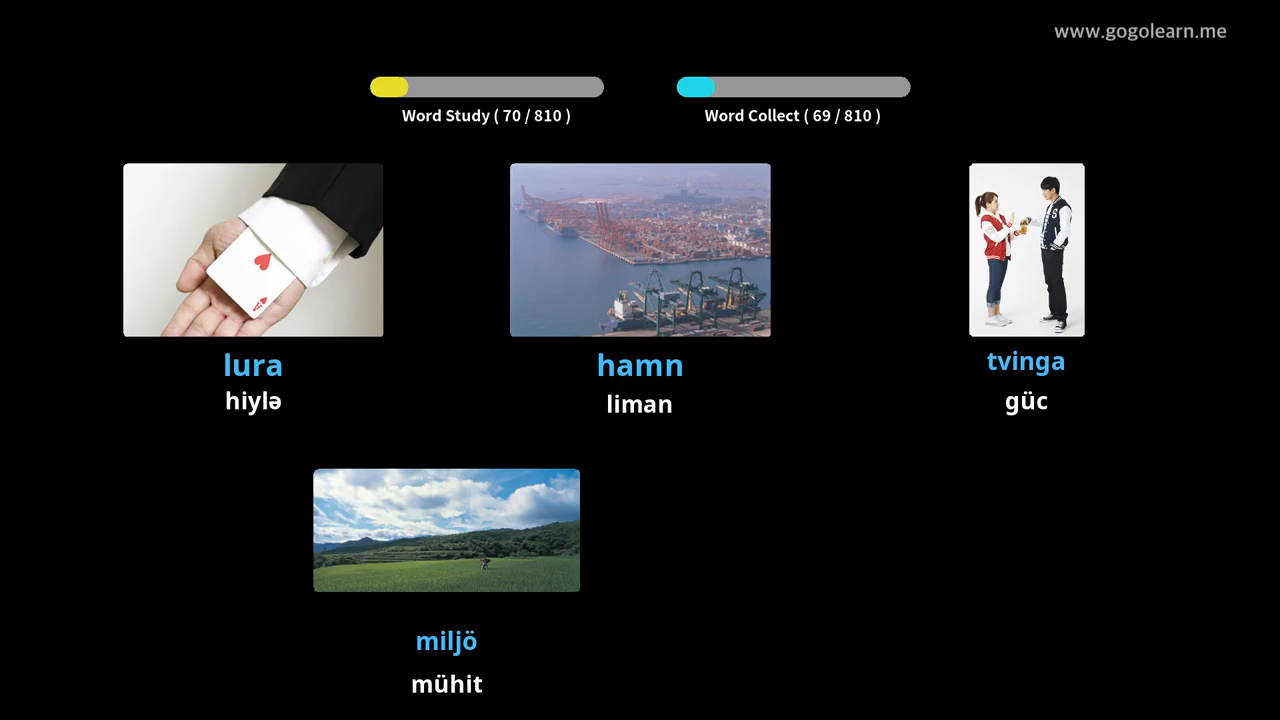 www.gogolearn.me
Word Study ( 70 / 810 )
Word Collect ( 69 / 810 )
lura
hiylə
hamn
liman
tvinga
güc
miljö
mühit